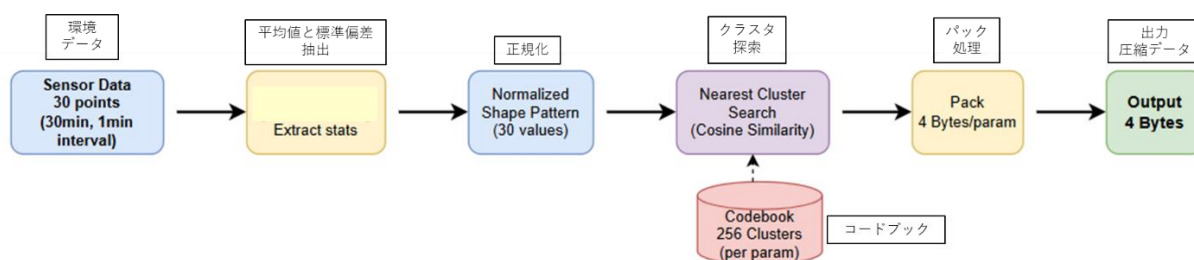 環境
データ
平均値と標準偏差
抽出
正規化
クラスタ
探索
パック
処理
出力
圧縮データ
Sensor Data
30 points
(30min, 1min
interval)
Extract stats
Normalized
Shape Pattern
(30 values)
Nearest Cluster
Search
(Cosine Similarity)
Pack
4 Bytes/param
Output
4 Bytes
Codebook
256 Clusters
(per param)
コードブック